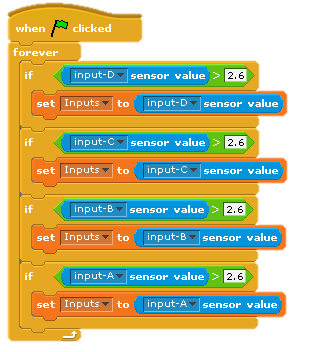 when clicked
forever
if input-D sensor value > 2.6
set Inputs to input-D sensor value
if input-C sensor value > 2.6
set Inputs to input-C sensor value
if input-B sensor value > 2.6
set Inputs to input-B sensor value
if input-A sensor value > 2.6
set Inputs to input-A sensor value